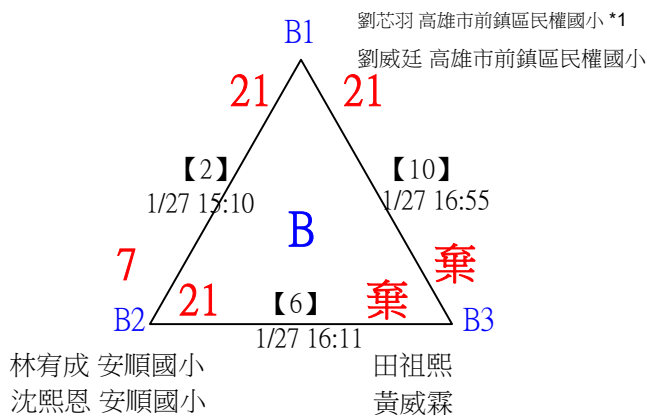 B1
劉芯羽 高雄市前鎮區民權國小 *1
劉威廷 高雄市前鎮區民權國小
21
21
【2】
1/27 15:10
【10】
1/27 16:55
B
7
棄
21
【6】
棄
B2
1/27 16:11
B3
林宥成 安順國小
沈熙恩 安順國小
田祖熙
黃威霖